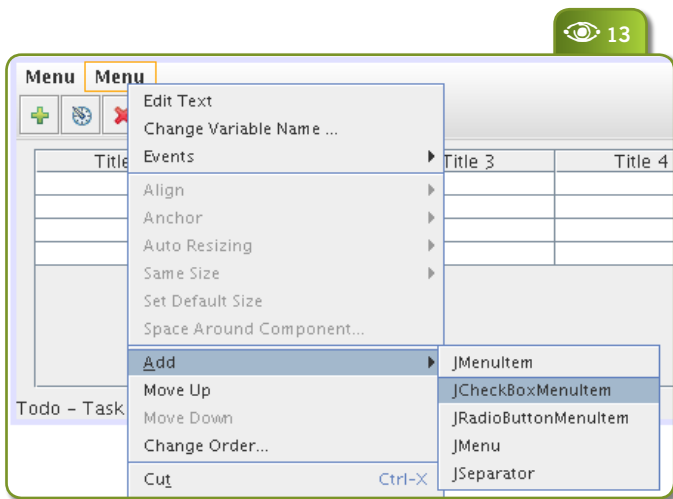 13
Menu Menu
Title 3 Title 4
Edit Text
Change Variable Name ...
Events
Align
Anchor
Auto Resizing
Same Size
Set Default Size
Space Around Component...
Add
Move Up
Move Down
Change Order...
Cut Ctrl-X
JMenuItem
JCheckBoxMenuItem
JRadioButtonMenuItem
JMenu
JSeparator
Todo - Task